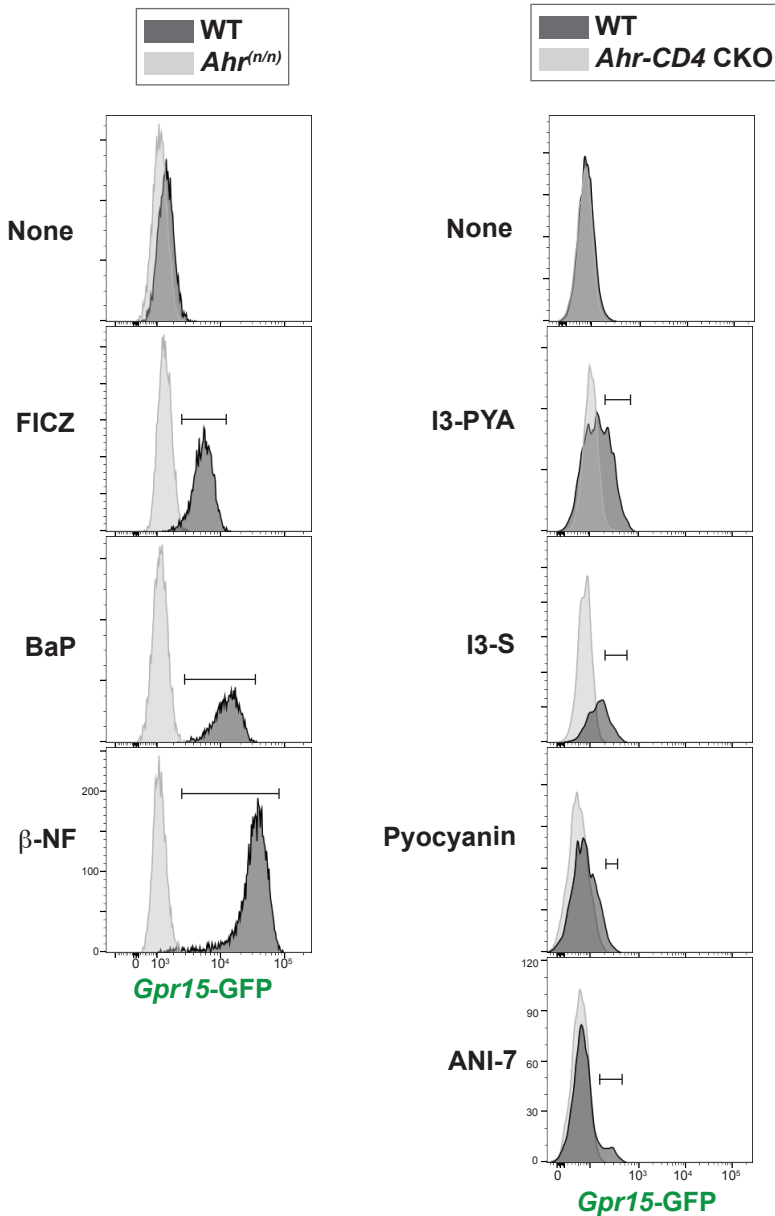 WT
Ahr(n/n)
None
FICZ
BaP
β-NF
200
100
0
0 10³ 10⁴ 10⁵
Gpr15-GFP
WT
Ahr-CD4 CKO
None
I3-PYA
I3-S
Pyocyanin
ANI-7
120
90
60
30
0
0 10³ 10⁴ 10⁵
Gpr15-GFP